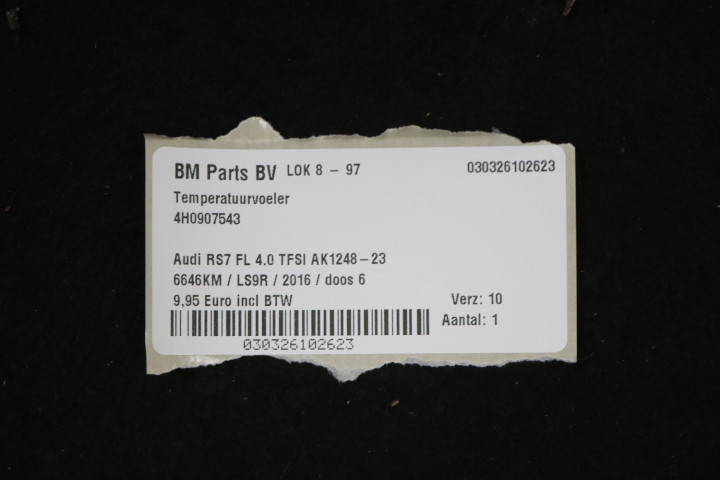 BM Parts BV LOK 8 - 97 030326102623
Temperatuurvoeler
4H0907543
Audi RS7 FL 4.0 TFSI AK1248-23
6646KM / LS9R / 2016 / doos 6
9,95 Euro incl BTW Verz: 10
Aantal: 1
030326102623